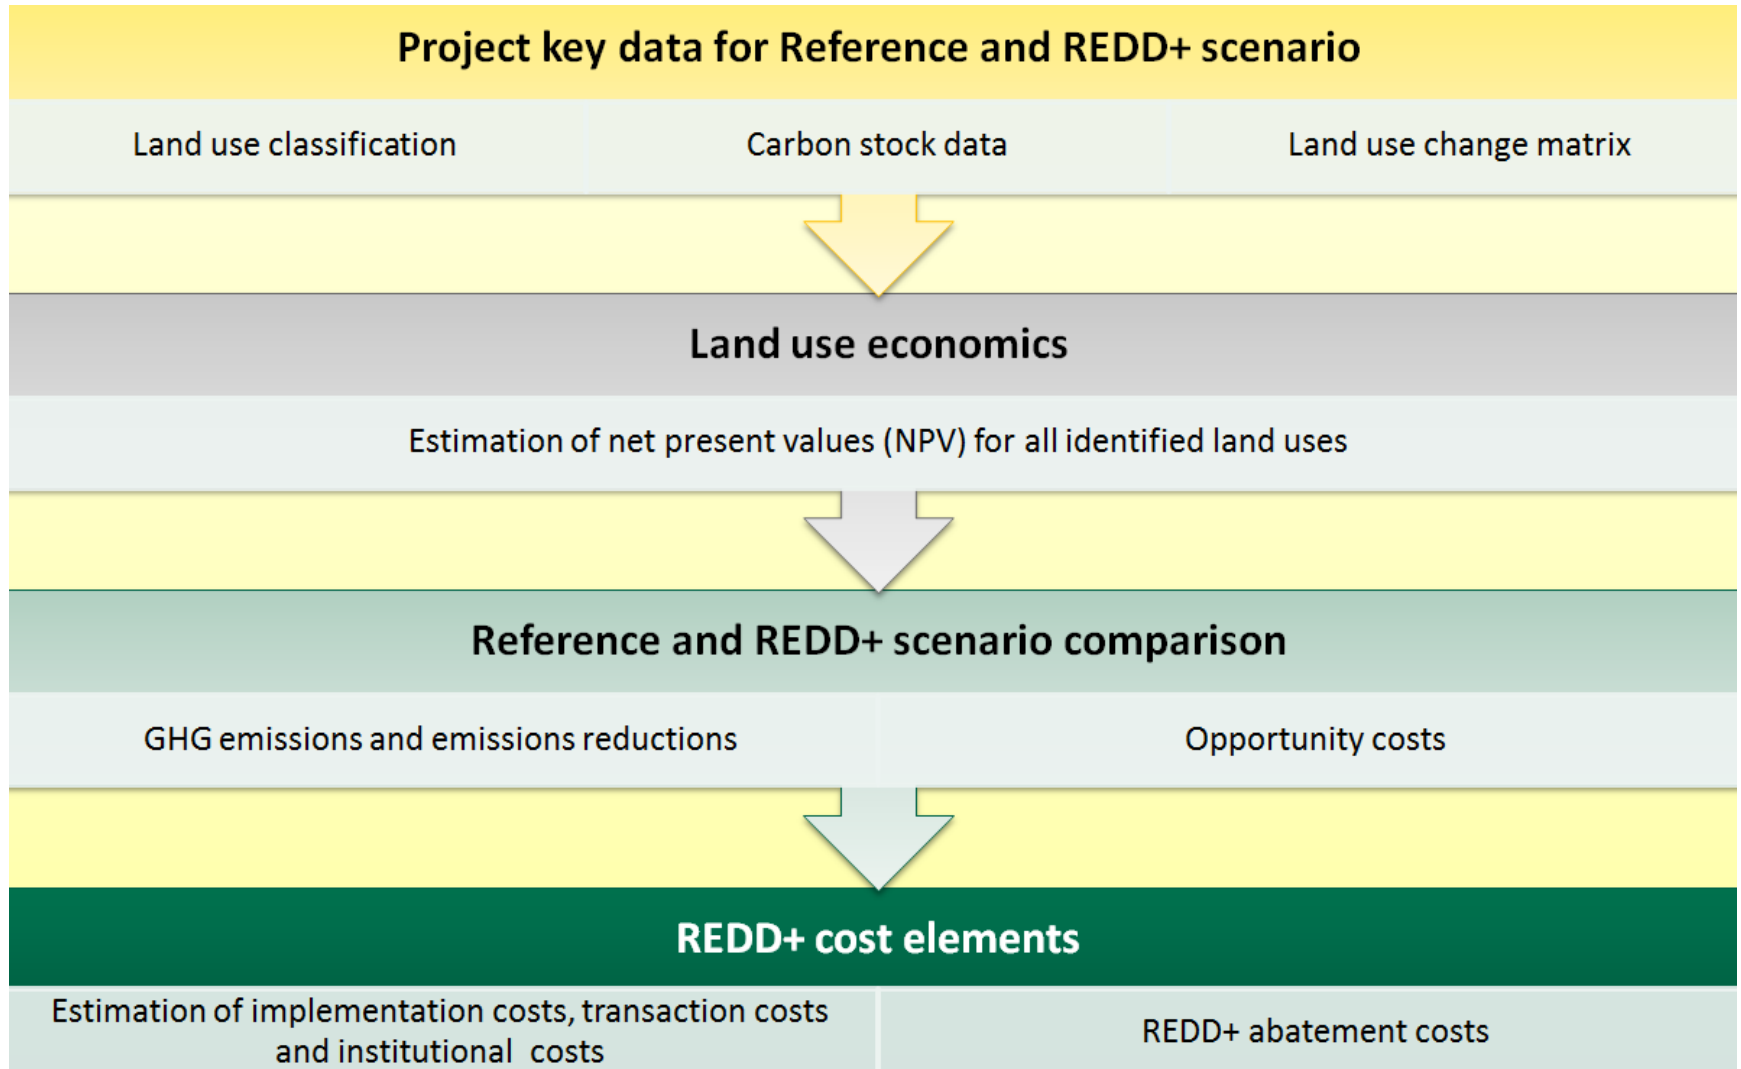 Project key data for Reference and REDD+ scenario
Land use classification
Carbon stock data
Land use change matrix
Land use economics
Estimation of net present values (NPV) for all identified land uses
Reference and REDD+ scenario comparison
GHG emissions and emissions reductions
Opportunity costs
REDD+ cost elements
Estimation of implementation costs, transaction costs
and institutional costs
REDD+ abatement costs